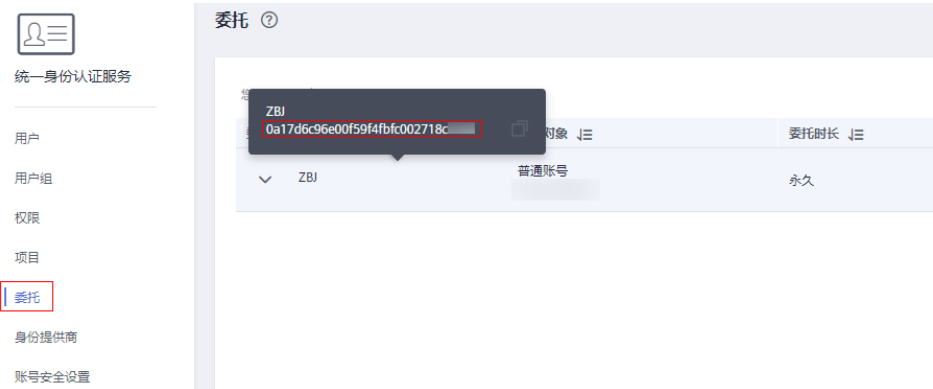 委托 ?
统一身份认证服务
用户
用户组
权限
项目
委托
身份提供商
账号安全设置
ZBJ
0a17d6c96e00f59f4fbfc002718c
对象
委托时长
ZBJ
普通账号
永久